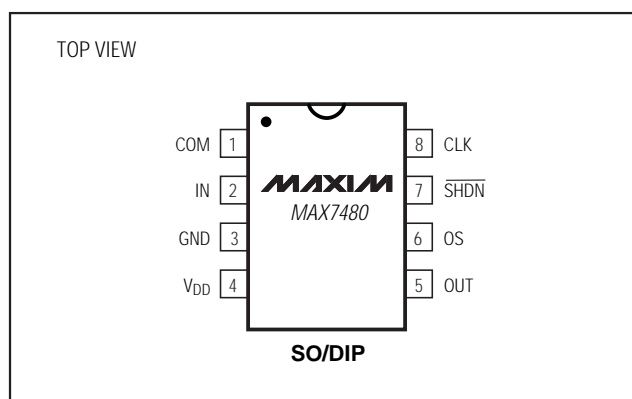 TOP VIEW
COM 1
IN 2
GND 3
VDD 4
MAXIM
MAX7480
8 CLK
7 SHDN
6 OS
5 OUT
SO/DIP